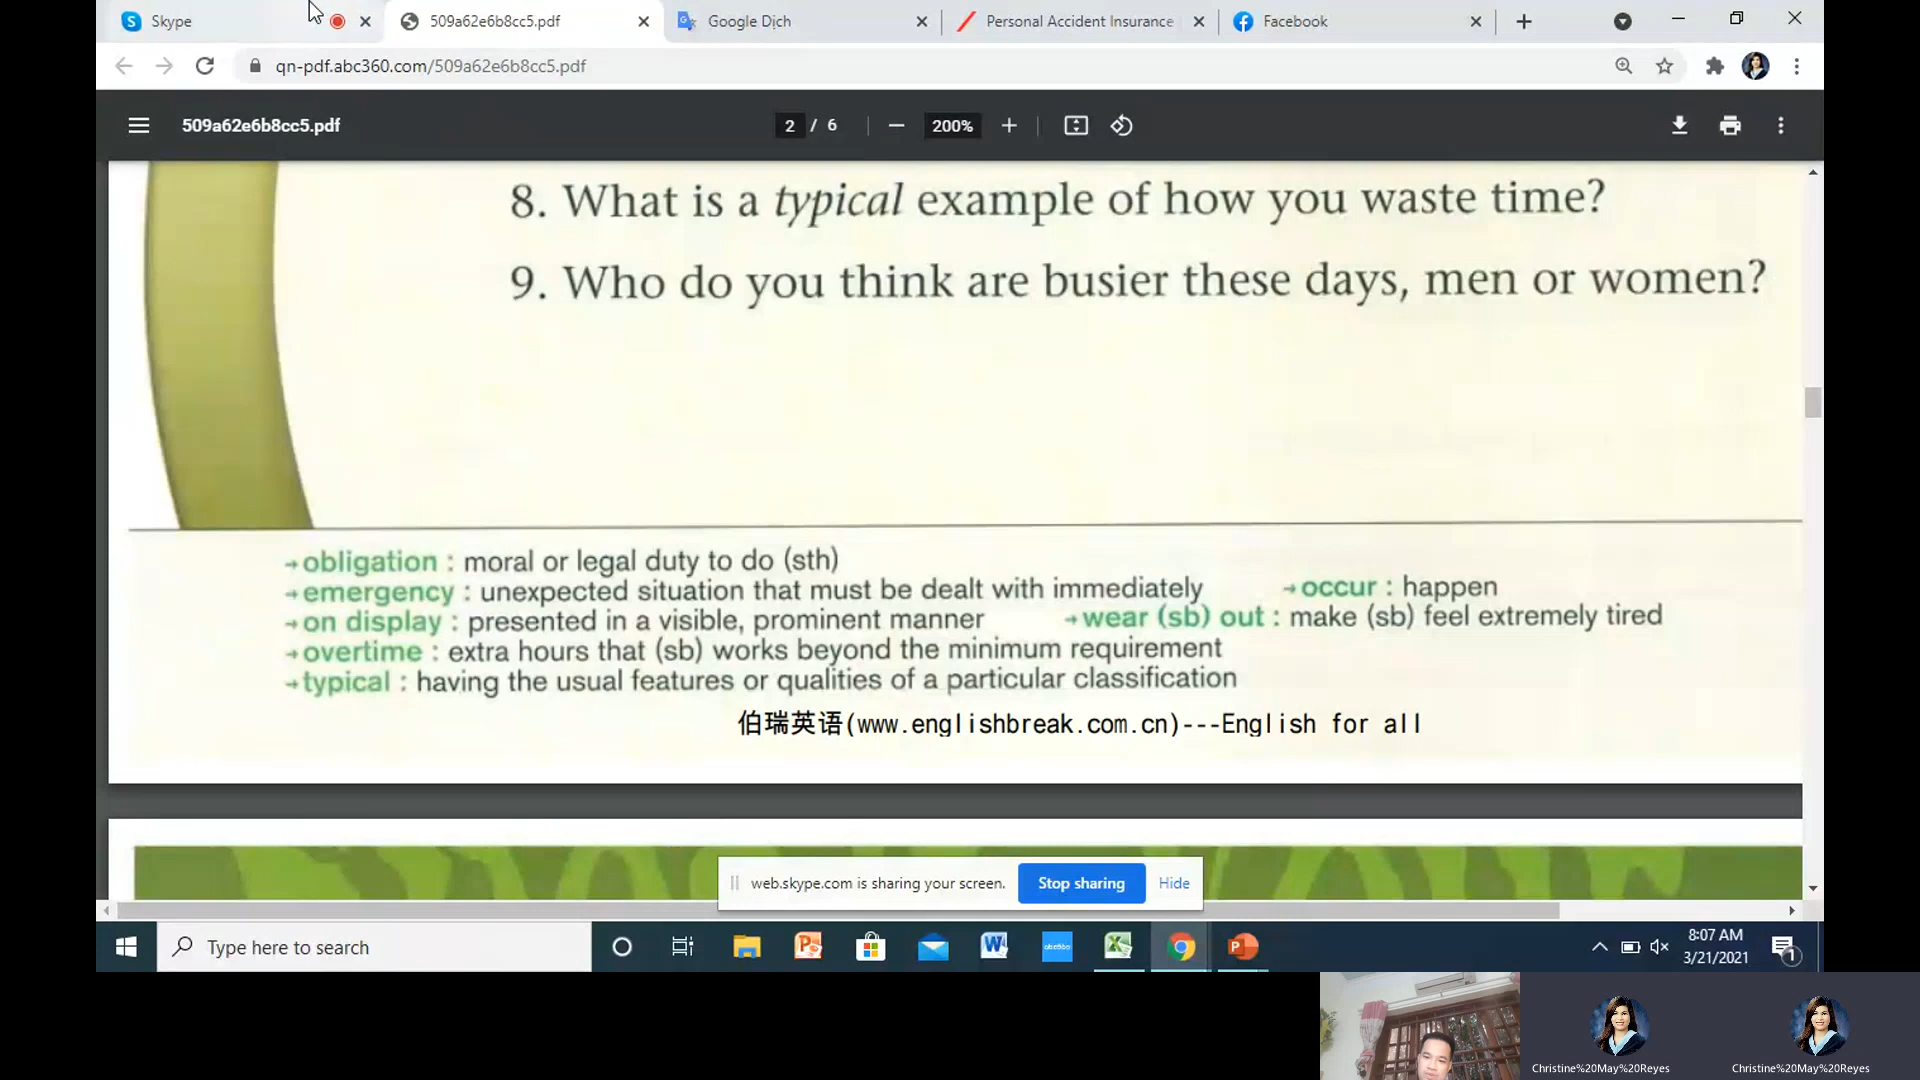 Skype
509a62e6b8cc5.pdf
Google Dịch
Personal Accident Insurance
Facebook
qn-pdf.abc360.com/509a62e6b8cc5.pdf
509a62e6b8cc5.pdf
2 / 6
200%
8. What is a typical example of how you waste time?
9. Who do you think are busier these days, men or women?
→obligation : moral or legal duty to do (sth)
→emergency : unexpected situation that must be dealt with immediately →occur : happen
→on display : presented in a visible, prominent manner →wear (sb) out : make (sb) feel extremely tired
→overtime : extra hours that (sb) works beyond the minimum requirement
→typical : having the usual features or qualities of a particular classification
伯瑞英语(www.englishbreak.com.cn)---English for all
web.skype.com is sharing your screen.
Stop sharing
Hide
Type here to search
8:07 AM
3/21/2021
1
Christine%20May%20Reyes
Christine%20May%20Reyes